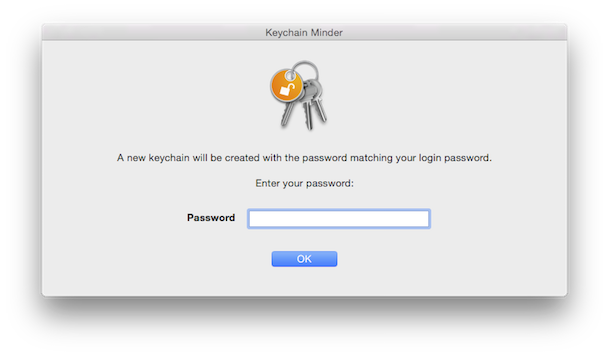 Keychain Minder
A new keychain will be created with the password matching your login password.
Enter your password:
Password
OK